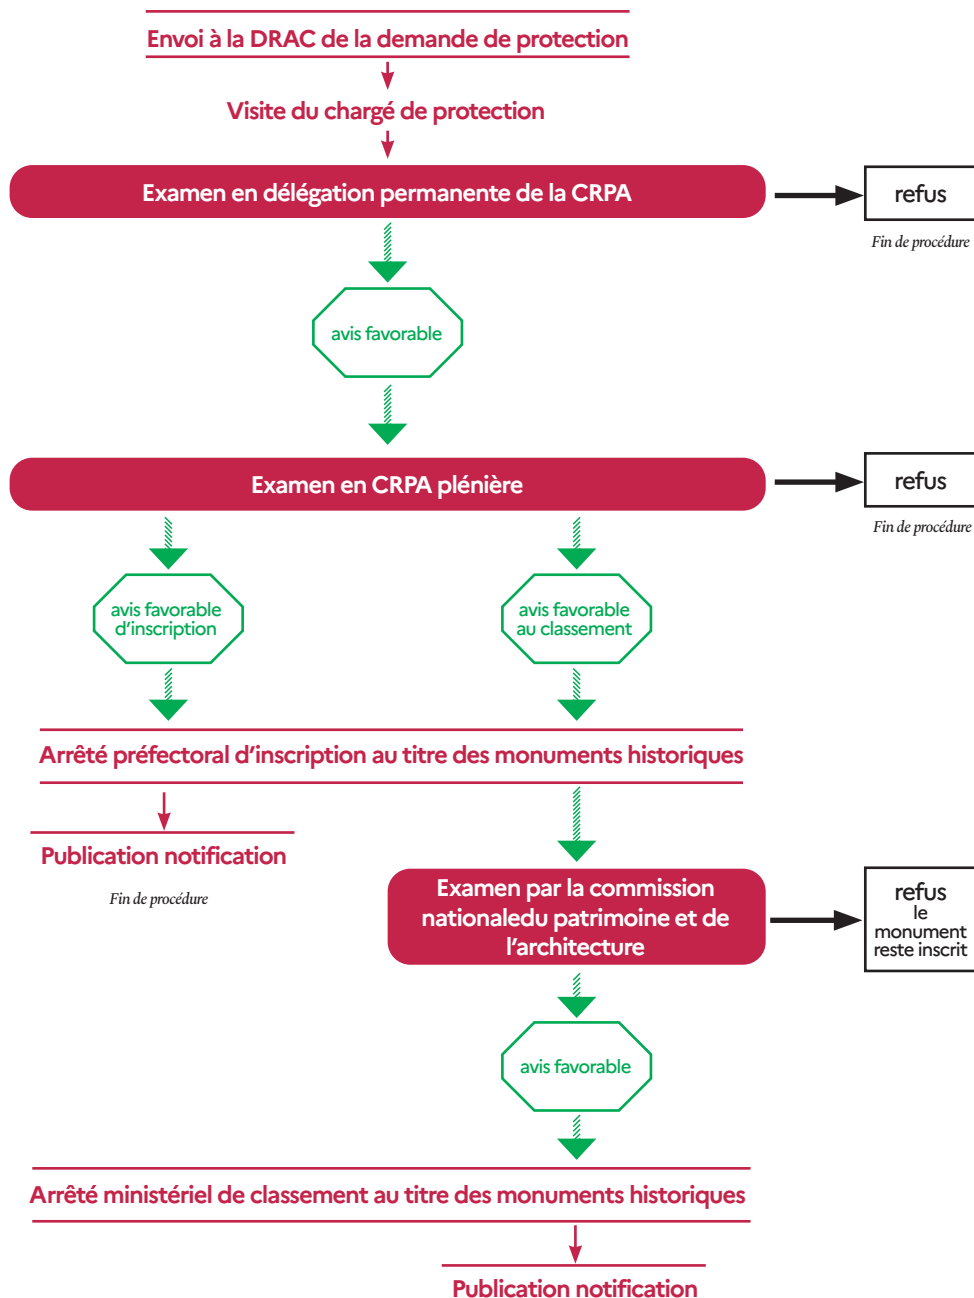 Envoi à la DRAC de la demande de protection
Visite du chargé de protection
Examen en délégation permanente de la CRPA
refus
Fin de procédure
avis favorable
Examen en CRPA plénière
refus
Fin de procédure
avis favorable
d'inscription
avis favorable
au classement
Arrêté préfectoral d'inscription au titre des monuments historiques
Publication notification
Fin de procédure
Examen par la commission
nationaledu patrimoine et de
l'architecture
refus
le
monument
reste inscrit
avis favorable
Arrêté ministériel de classement au titre des monuments historiques
Publication notification